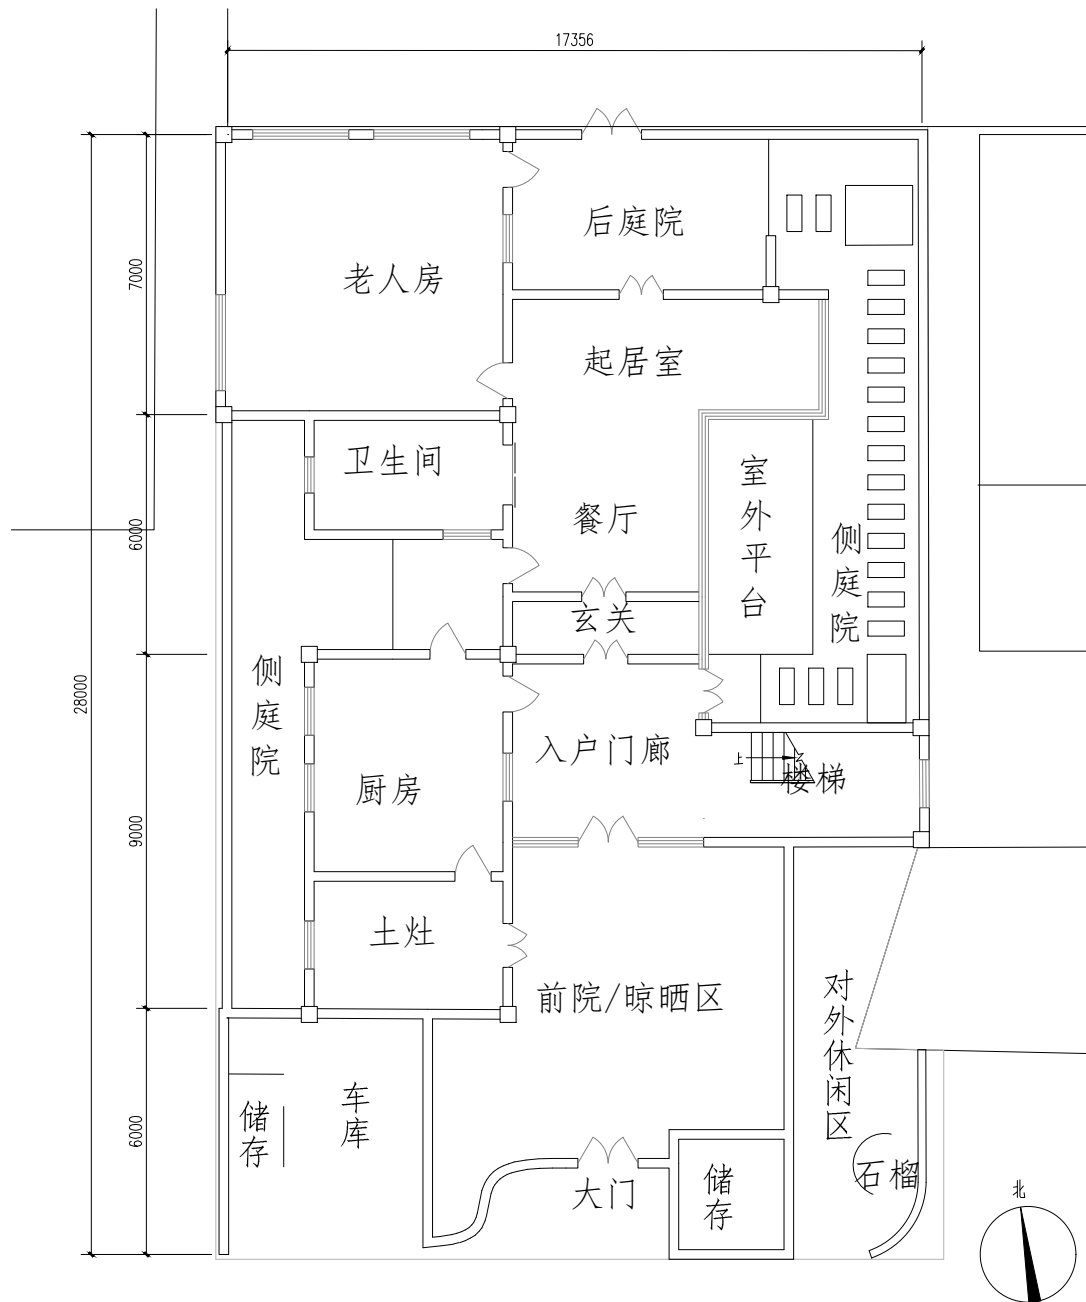 17356
后庭院
老人房
7000
起居室
卫生间
室外平台
餐厅
6000
侧庭院
玄关
侧庭院
28000
入户门廊
上
楼梯
厨房
9000
土灶
前院/晾晒区
对外休闲区
车库
储存
6000
石榴
储存
大门
北